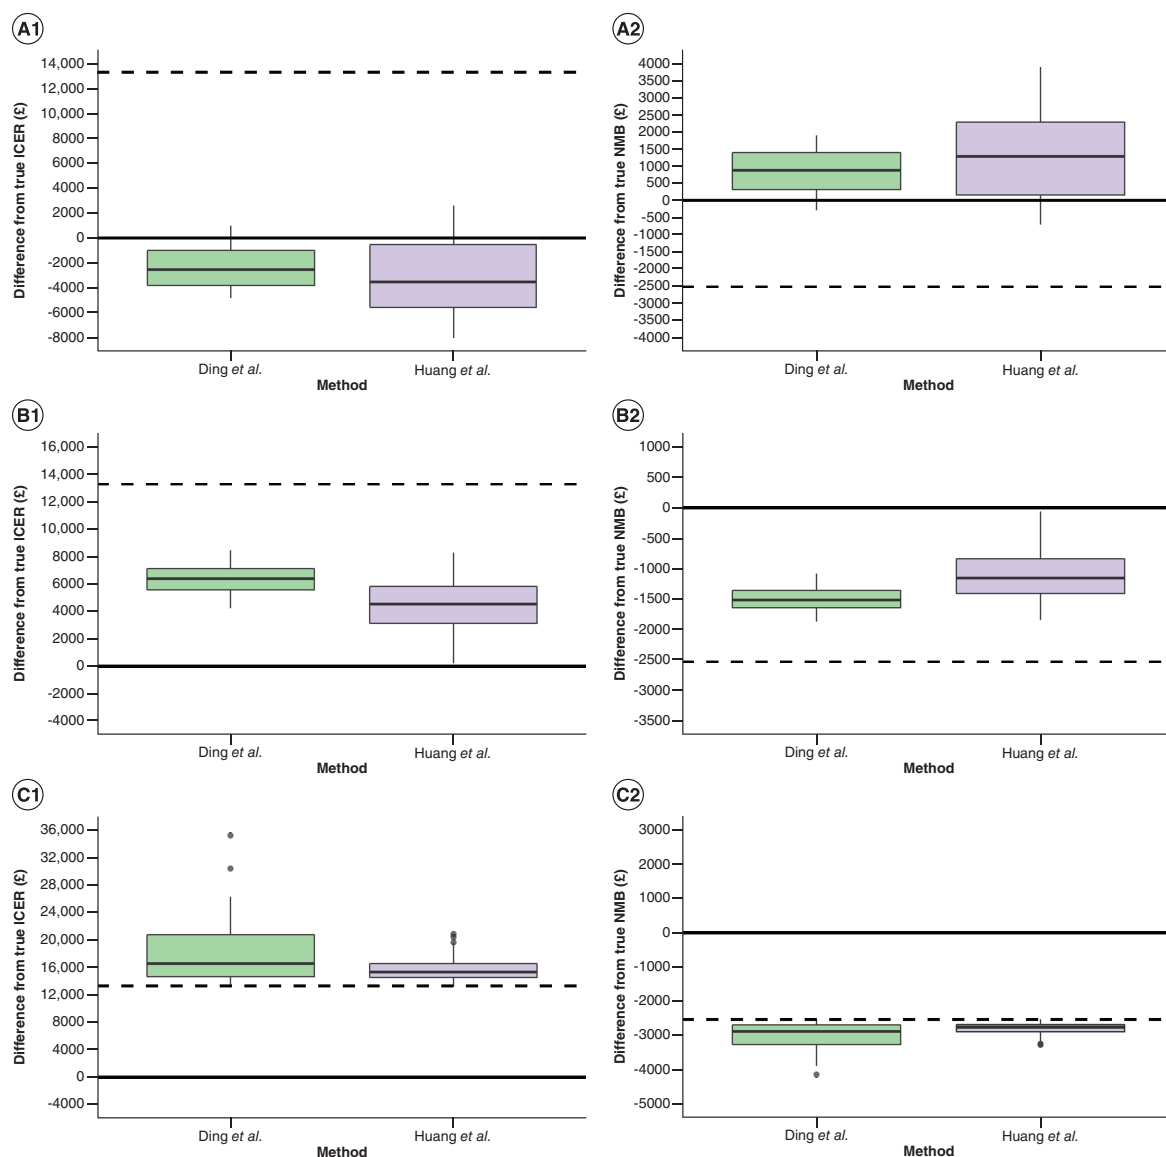 A1
Difference from true ICER (£)
14,000
12,000
10,000
8000
6000
4000
2000
0
-2000
-4000
-6000
-8000
Ding et al.
Huang et al.
Method
A2
Difference from true NMB (£)
4000
3500
3000
2500
2000
1500
1000
500
0
-500
-1000
-1500
-2000
-2500
-3000
-3500
-4000
Ding et al.
Huang et al.
Method
B1
Difference from true ICER (£)
16,000
14,000
12,000
10,000
8000
6000
4000
2000
0
-2000
-4000
Ding et al.
Huang et al.
Method
B2
Difference from true NMB (£)
1000
500
0
-500
-1000
-1500
-2000
-2500
-3000
-3500
Ding et al.
Huang et al.
Method
C1
Difference from true ICER (£)
36,000
32,000
28,000
24,000
20,000
16,000
12,000
8000
4000
0
-4000
Ding et al.
Huang et al.
Method
C2
Difference from true NMB (£)
3000
2000
1000
0
-1000
-2000
-3000
-4000
-5000
Ding et al.
Huang et al.
Method